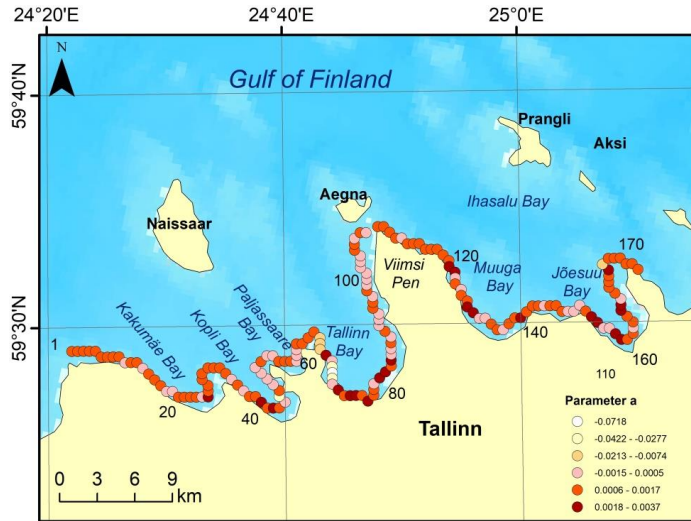 24°20'E
24°40'E
25°0'E
59°40'N
59°30'N
N
Gulf of Finland
Prangli
Aksi
Aegna
Ihasalu Bay
Naissaar
Viimsi
Pen
100
120
170
Muuga
Bay
Jõesuu
Bay
Kakumäe Bay
Kopli Bay
Paljassaare
Bay
Tallinn
Bay
1
20
40
60
80
140
160
110
Tallinn
0 3 6 9
km
Parameter a
-0.0718
-0.0422 - -0.0277
-0.0213 - -0.0074
-0.0015 - 0.0005
0.0006 - 0.0017
0.0018 - 0.0037